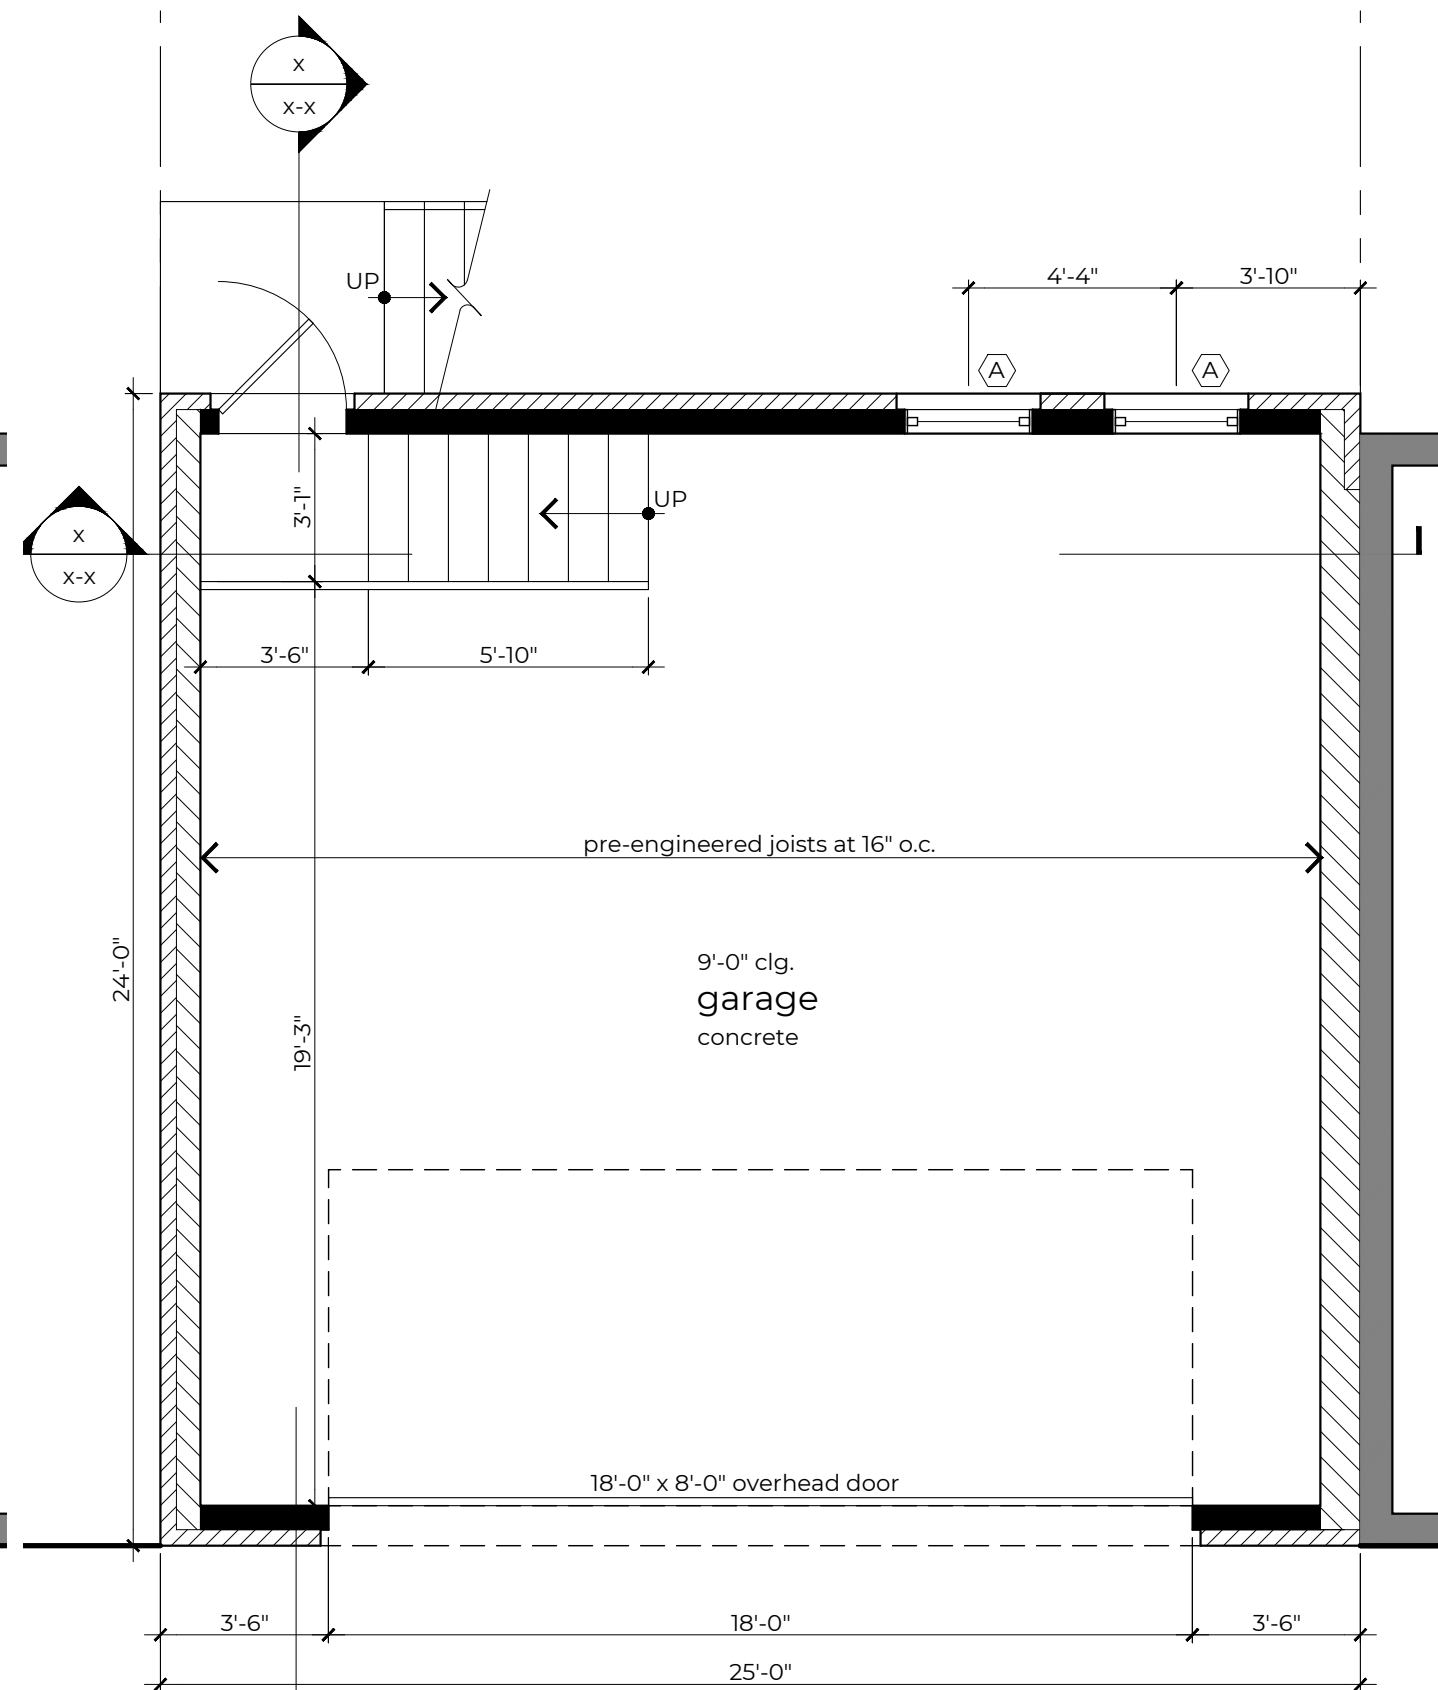 x
x-x
UP
4'-4"
3'-10"
A
A
3'-1"
UP
x
x-x
3'-6"
5'-10"
pre-engineered joists at 16" o.c.
24'-0"
9'-0" clg.
garage
concrete
19'-3"
18'-0" x 8'-0" overhead door
3'-6"
18'-0"
3'-6"
25'-0"